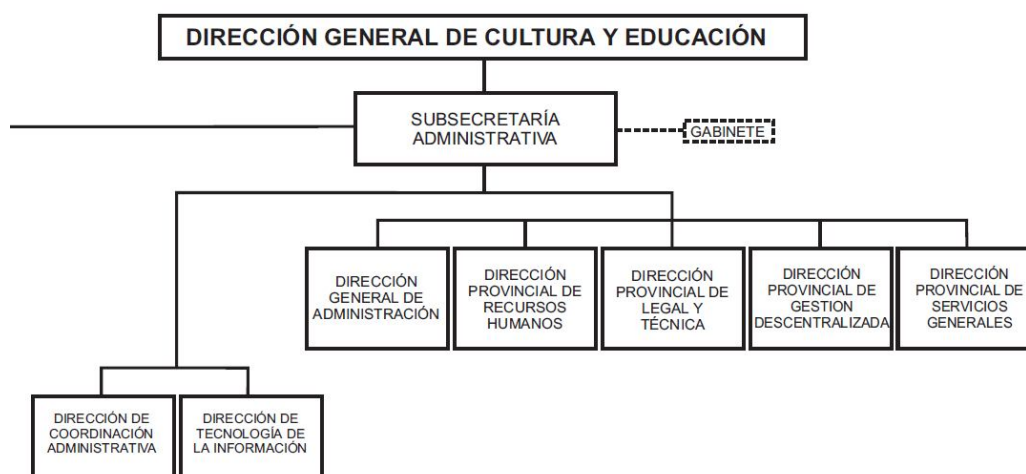 DIRECCIÓN GENERAL DE CULTURA Y EDUCACIÓN
SUBSECRETARÍA
ADMINISTRATIVA
GABINETE
DIRECCIÓN
GENERAL DE
ADMINISTRACIÓN
DIRECCIÓN
PROVINCIAL DE
RECURSOS
HUMANOS
DIRECCIÓN
PROVINCIAL DE
LEGAL Y
TÉCNICA
DIRECCIÓN
PROVINCIAL DE
GESTION
DESCENTRALIZADA
DIRECCIÓN
PROVINCIAL DE
SERVICIOS
GENERALES
DIRECCIÓN DE
COORDINACIÓN
ADMINISTRATIVA
DIRECCIÓN DE
TECNOLOGÍA DE
LA INFORMACIÓN